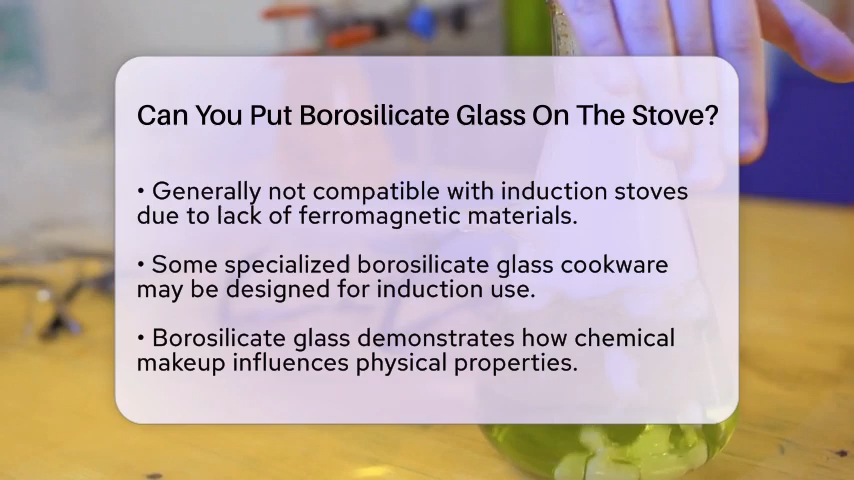 Can You Put Borosilicate Glass On The Stove?
• Generally not compatible with induction stoves
due to lack of ferromagnetic materials.
• Some specialized borosilicate glass cookware
may be designed for induction use.
• Borosilicate glass demonstrates how chemical
makeup influences physical properties.